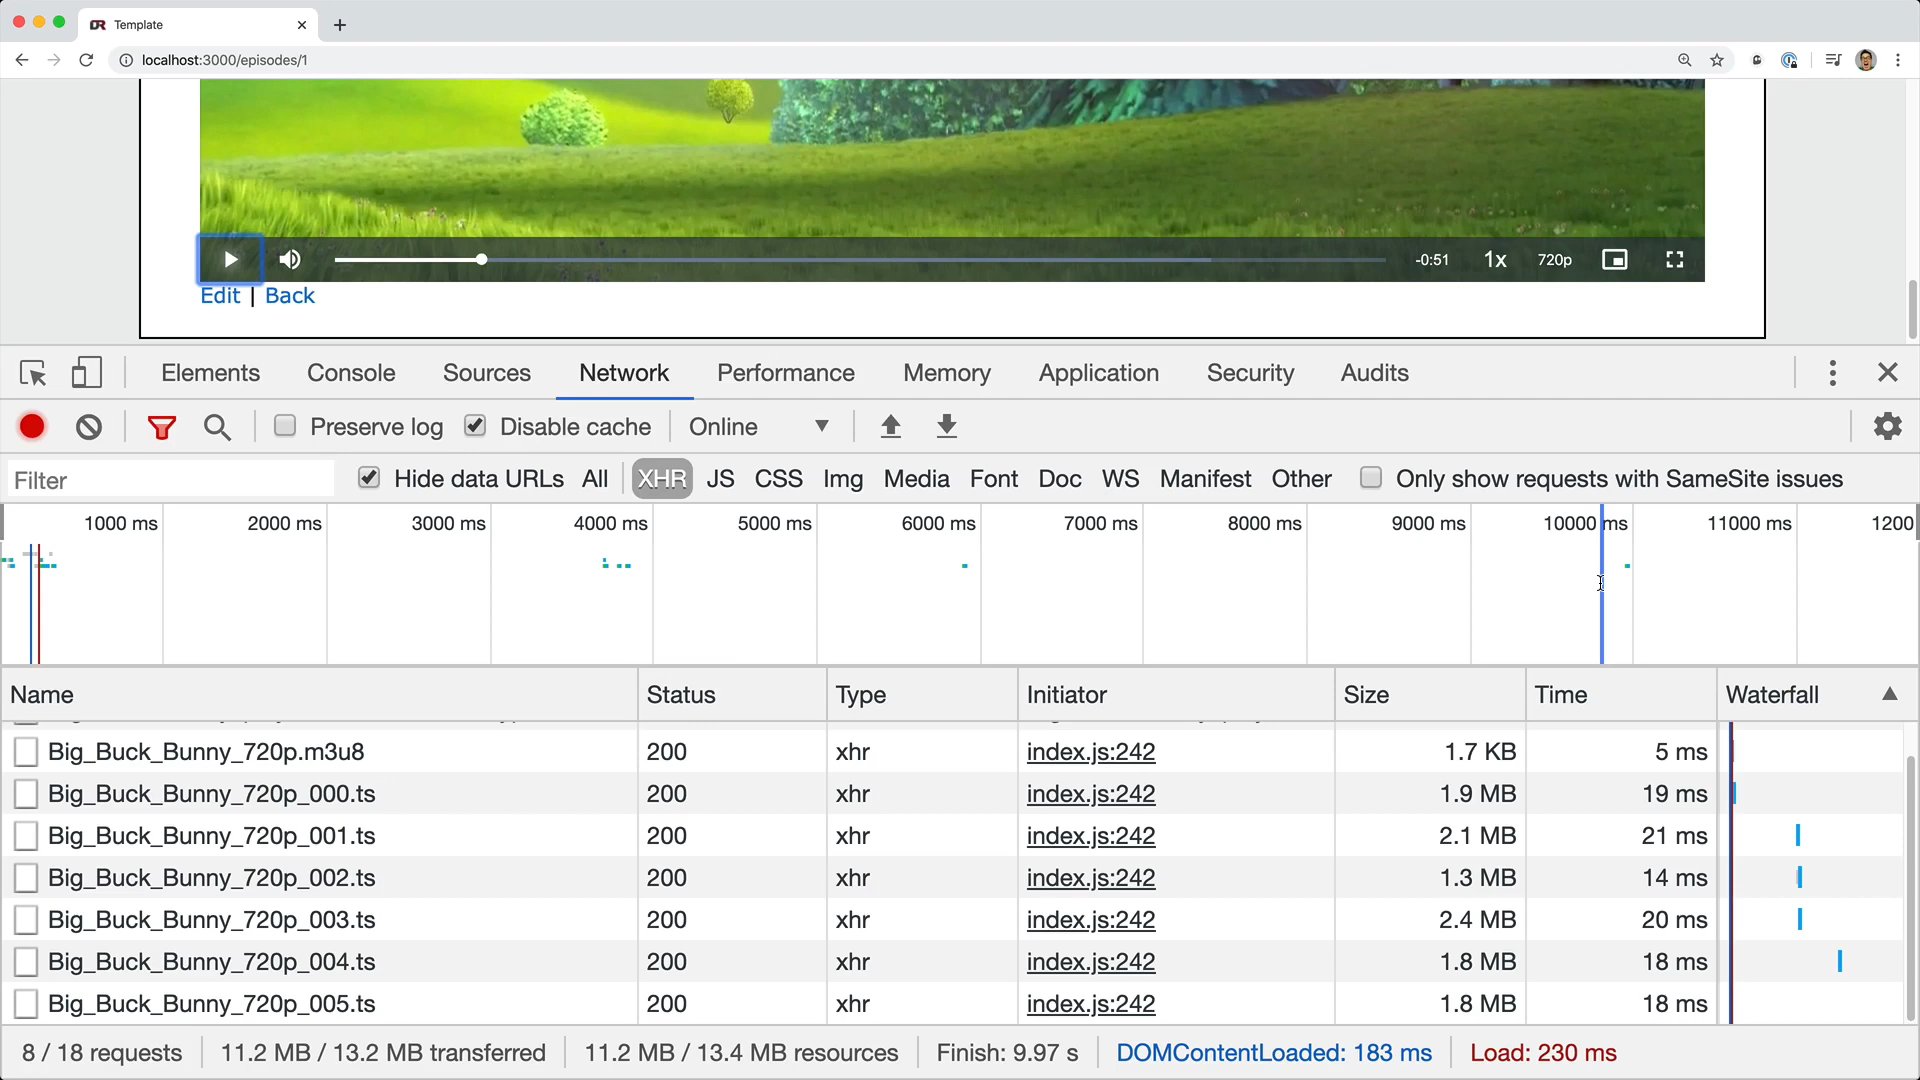 Template
localhost:3000/episodes/1
-0:51 1x 720p
Edit | Back
Elements Console Sources Network Performance Memory Application Security Audits
Preserve log Disable cache Online
Filter Hide data URLs All XHR JS CSS Img Media Font Doc WS Manifest Other Only show requests with SameSite issues
1000 ms 2000 ms 3000 ms 4000 ms 5000 ms 6000 ms 7000 ms 8000 ms 9000 ms 10000 ms 11000 ms 1200
Name Status Type Initiator Size Time Waterfall
Big_Buck_Bunny_720p.m3u8 200 xhr index.js:242 1.7 KB 5 ms
Big_Buck_Bunny_720p_000.ts 200 xhr index.js:242 1.9 MB 19 ms
Big_Buck_Bunny_720p_001.ts 200 xhr index.js:242 2.1 MB 21 ms
Big_Buck_Bunny_720p_002.ts 200 xhr index.js:242 1.3 MB 14 ms
Big_Buck_Bunny_720p_003.ts 200 xhr index.js:242 2.4 MB 20 ms
Big_Buck_Bunny_720p_004.ts 200 xhr index.js:242 1.8 MB 18 ms
Big_Buck_Bunny_720p_005.ts 200 xhr index.js:242 1.8 MB 18 ms
8 / 18 requests 11.2 MB / 13.2 MB transferred 11.2 MB / 13.4 MB resources Finish: 9.97 s DOMContentLoaded: 183 ms Load: 230 ms